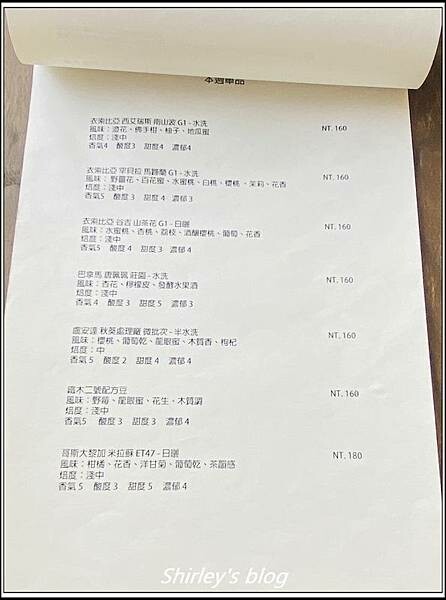 本週單品
衣索比亞 西艾瑞斯 南山波 G1 - 水洗 NT. 160
風味：橙花、佛手柑、柚子、地瓜蜜
焙度：淺中
香氣4 酸度3 甜度4 濃郁4
衣索比亞 罕貝拉 馬鞍蘭 G1 - 水洗 NT. 160
風味：野薑花、百花蜜、水蜜桃、白桃、櫻桃、茉莉、花香
焙度：淺中
香氣5 酸度4 甜度4 濃郁3
衣索比亞 谷吉 山茶花 G1 - 日曬 NT. 160
風味：水蜜桃、杏桃、荔枝、酒釀櫻桃、葡萄、花香
焙度：淺中
香氣5 酸度4 甜度3 濃郁4
巴拿馬 唐珮珮 莊園 - 水洗 NT. 160
風味：杏花、檸檬皮、發酵水果酒
焙度：淺中
香氣4 酸度3 甜度5 濃郁3
盧安達 秋葵處理廠 微批次 - 半水洗 NT. 160
風味：櫻桃、葡萄乾、龍眼蜜、木質香、枸杞
焙度：中
香氣5 酸度2 甜度4 濃郁4
木二號配方豆 NT. 160
風味：野莓、龍眼蜜、花生、木質調
焙度：淺中
香氣5 酸度3 甜度3 濃郁4
哥斯大黎加 米拉蘇 ET47 - 日曬 NT. 180
風味：柑橘、花香、洋甘菊、葡萄乾、茶韻感
焙度：淺中
香氣5 酸度3 甜度5 濃郁4
Shirley's blog